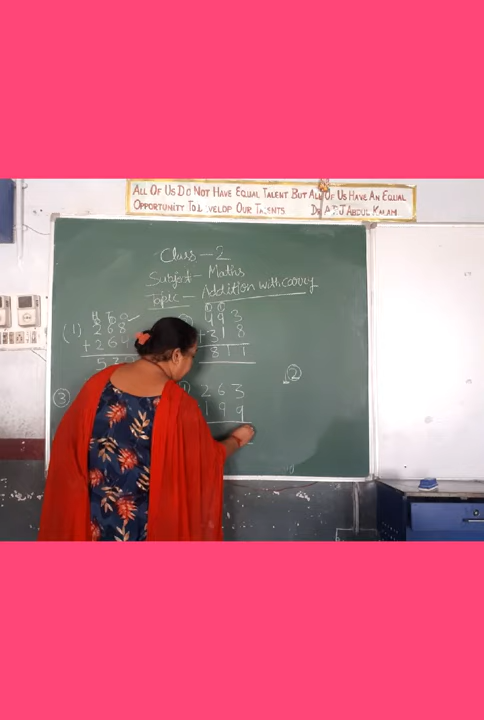 ALL OF US DO NOT HAVE EQUAL TALENT BUT ALL OF US HAVE AN EQUAL
OPPORTUNITY TO DEVELOP OUR TALENTS DR A.P.J ABDUL KALAM
Class - 2
Subject - Maths
Topic - Addition with carry
H T O
(1) 268
+ 264
53
493
+318
811
2
3
263
199